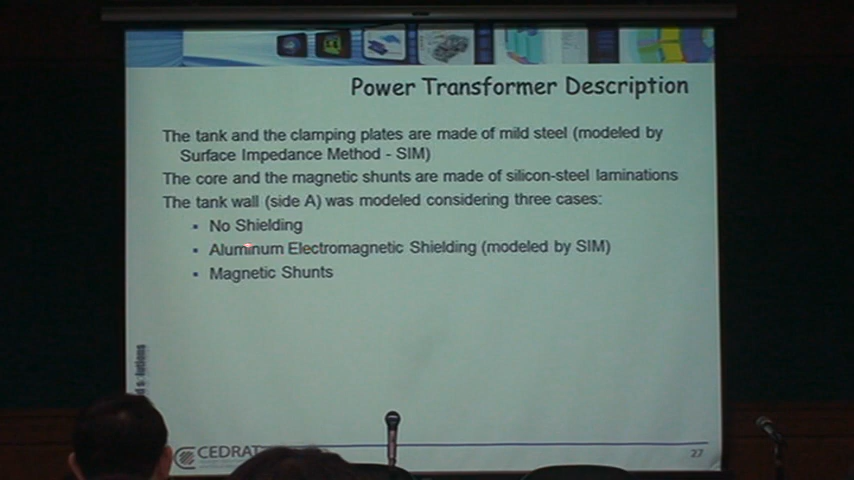 Power Transformer Description
The tank and the clamping plates are made of mild steel (modeled by
Surface Impedance Method - SIM)
The core and the magnetic shunts are made of silicon-steel laminations
The tank wall (side A) was modeled considering three cases:
▪ No Shielding
▪ Aluminum Electromagnetic Shielding (modeled by SIM)
▪ Magnetic Shunts
CEDRAT
27